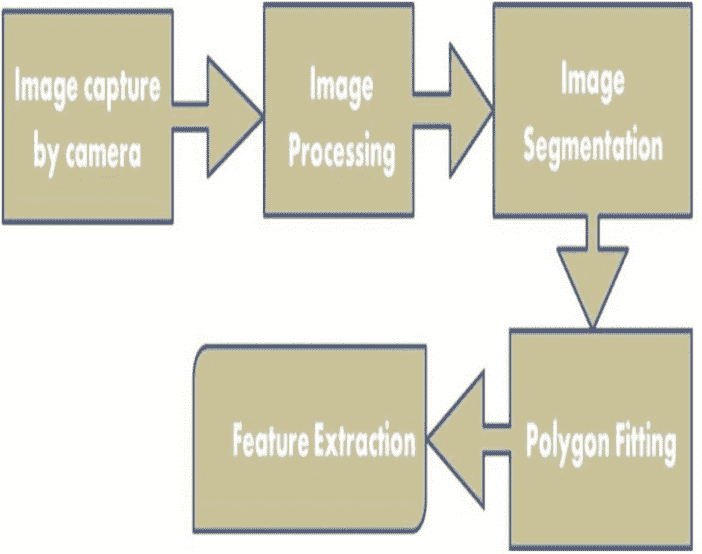 Image capture
by camera
Image
Processing
Image
Segmentation
Polygon Fitting
Feature Extraction